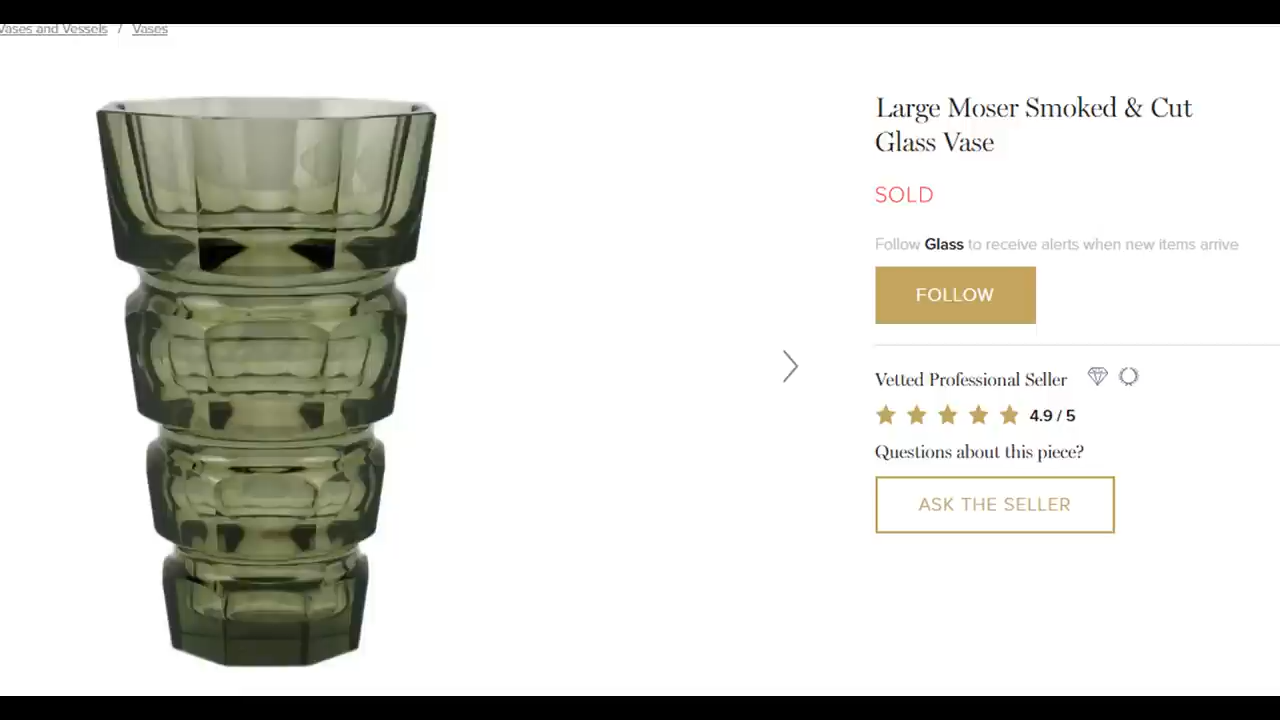 Vases and Vessels / Vases
Large Moser Smoked & Cut
Glass Vase
SOLD
Follow Glass to receive alerts when new items arrive
FOLLOW
Vetted Professional Seller
4.9 / 5
Questions about this piece?
ASK THE SELLER